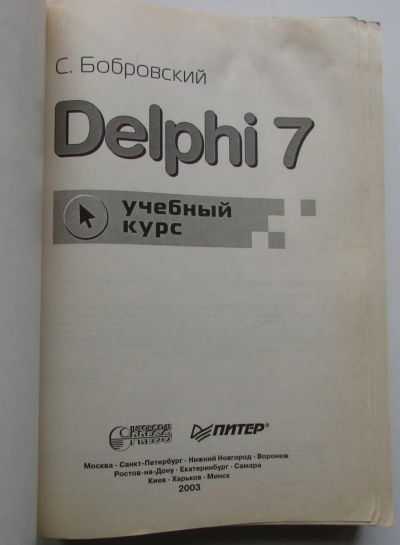 С. Бобровский
Delphi 7
учебный
курс
ПИТЕР®
Москва · Санкт-Петербург · Нижний Новгород · Воронеж
Ростов-на-Дону · Екатеринбург · Самара
Киев · Харьков · Минск
2003